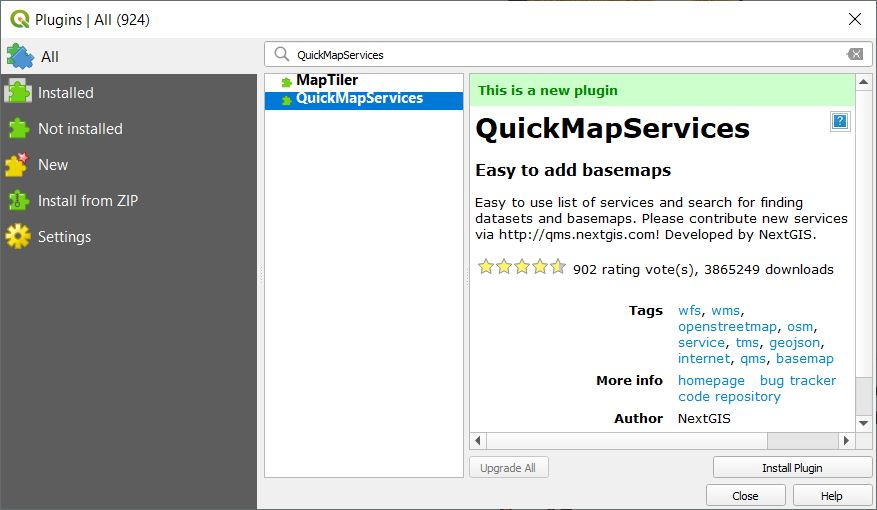 Plugins | All (924)
All
Installed
Not installed
New
Install from ZIP
Settings
QuickMapServices
MapTiler
QuickMapServices
This is a new plugin
QuickMapServices
Easy to add basemaps
Easy to use list of services and search for finding
datasets and basemaps. Please contribute new services
via http://qms.nextgis.com! Developed by NextGIS.
902 rating vote(s), 3865249 downloads
Tags wfs, wms,
openstreetmap, osm,
service, tms, geojson,
internet, qms, basemap
More info homepage bug tracker
code repository
Author NextGIS
Upgrade All
Install Plugin
Close
Help